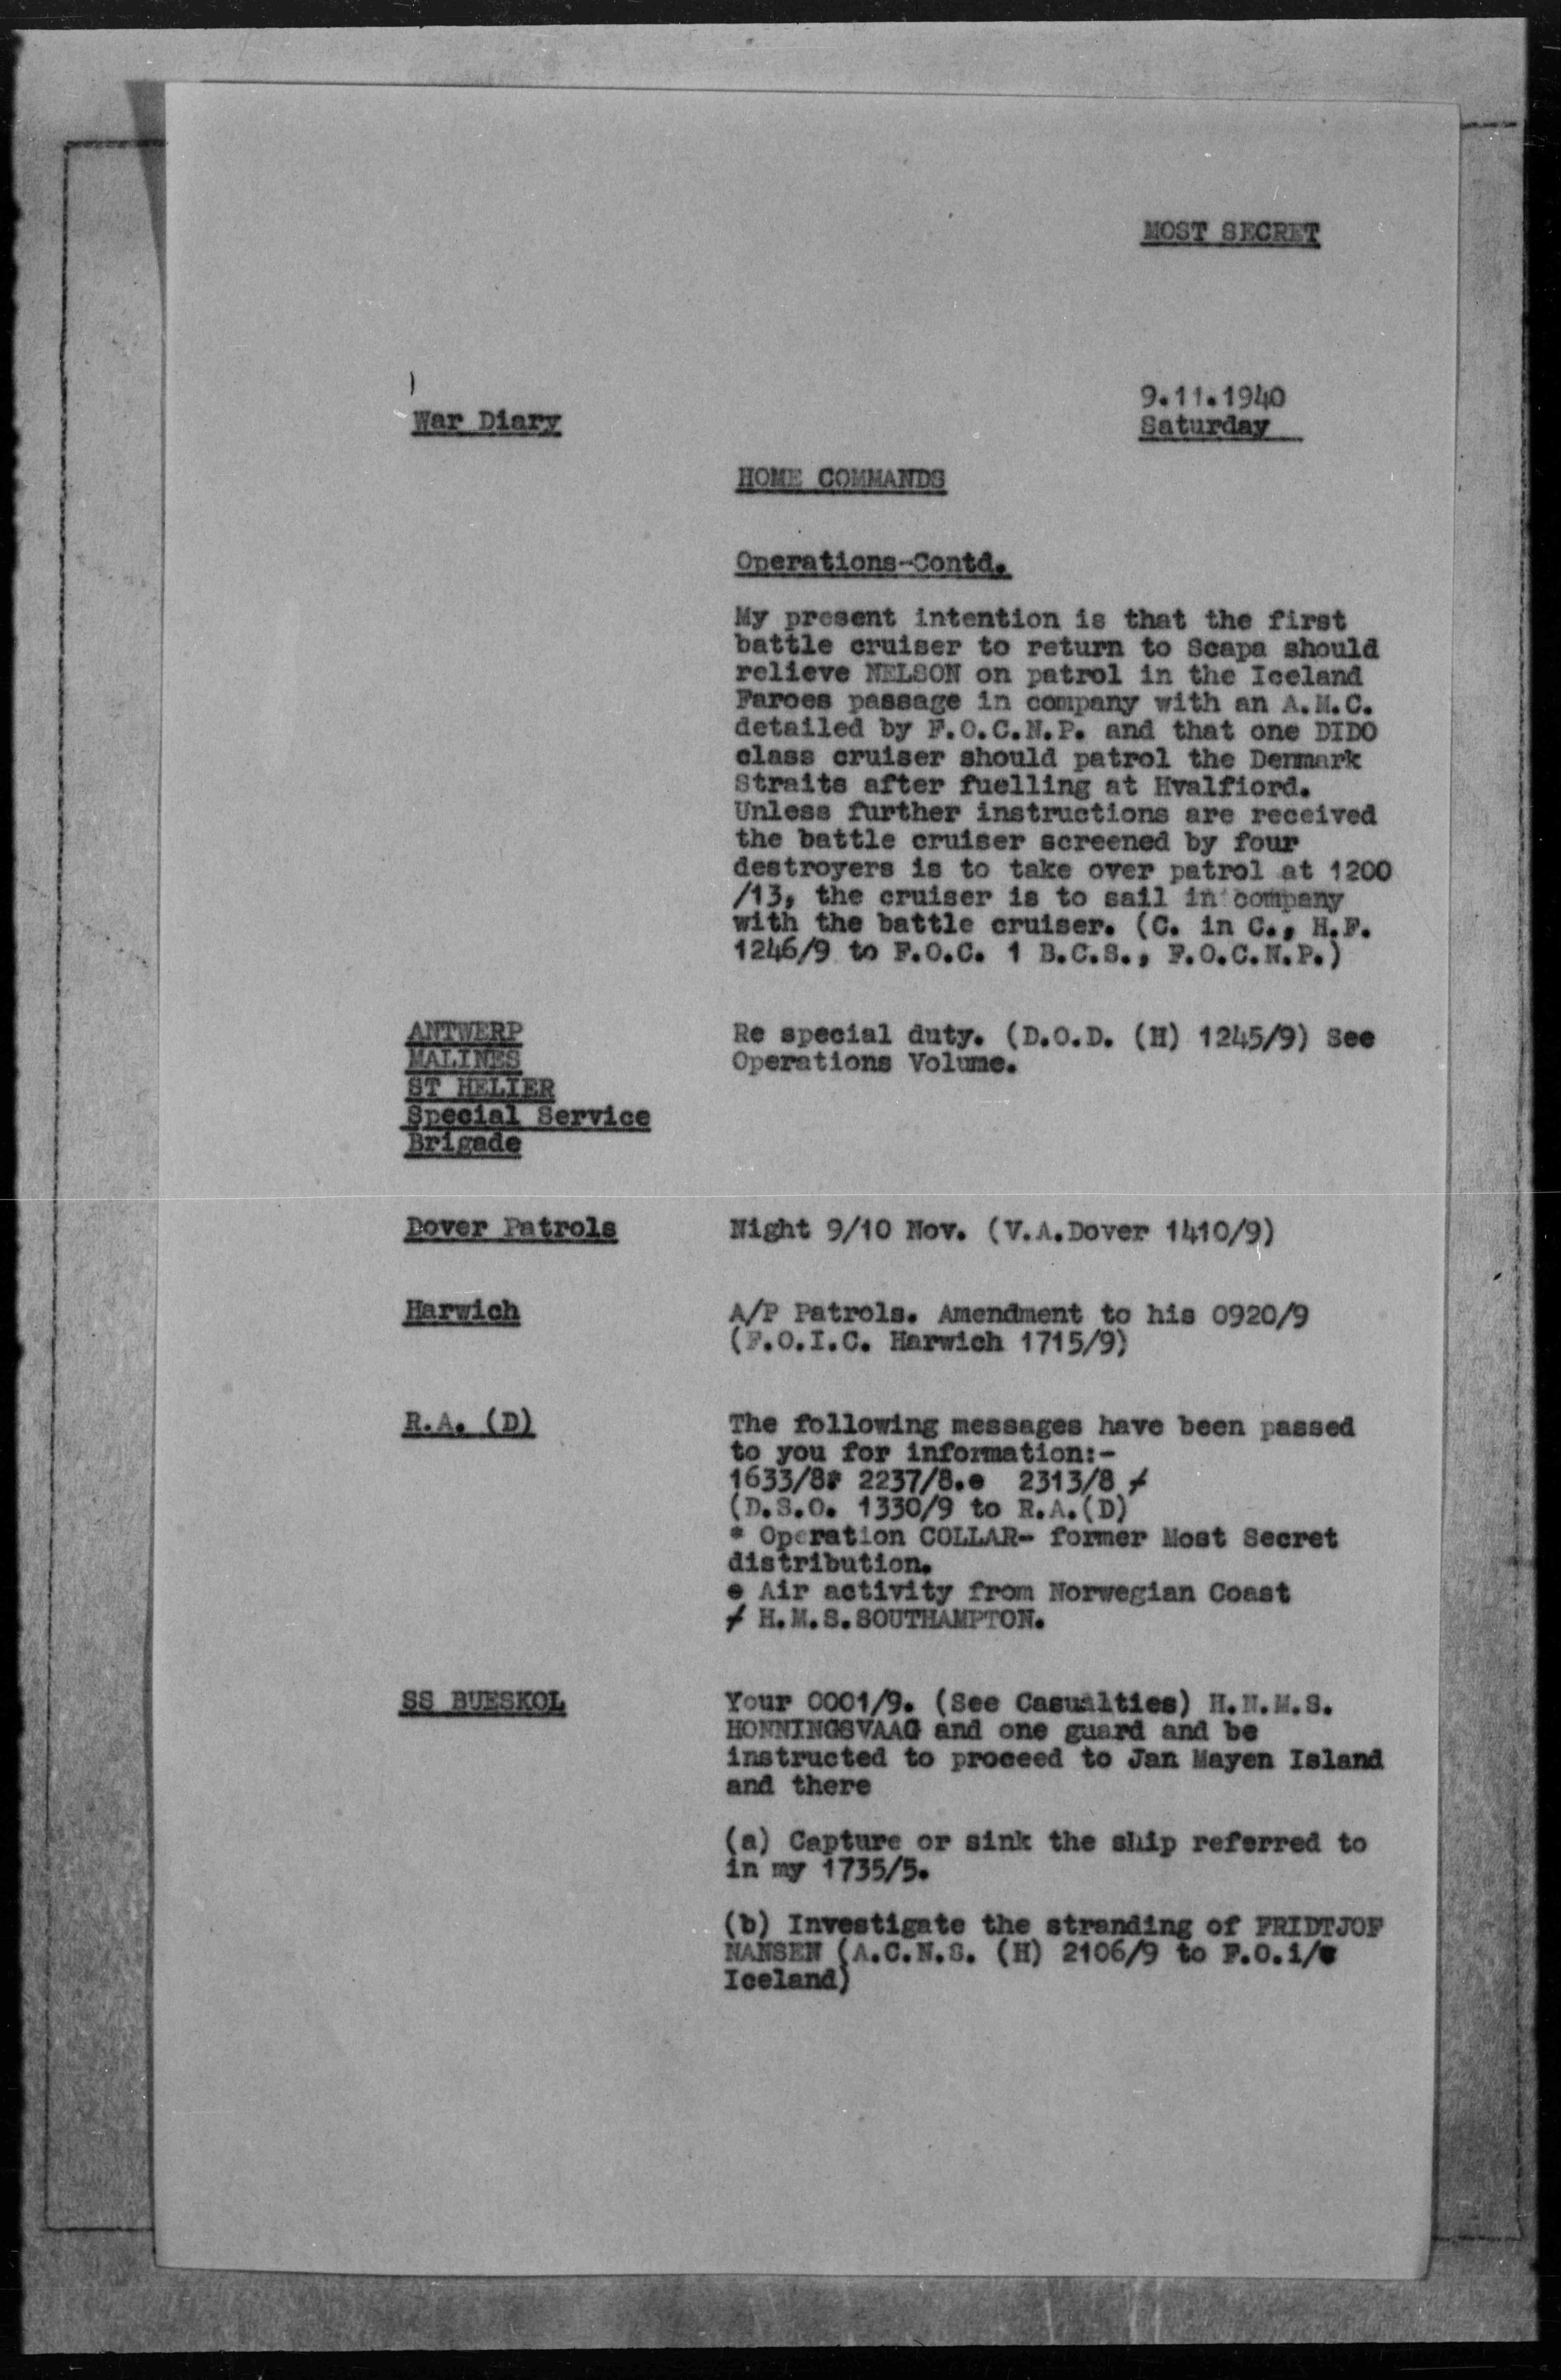 MOST SECRET
War Diary
9.11.1940
Saturday
HOME COMMANDS
Operations-Contd.
My present intention is that the first
battle cruiser to return to Scapa should
relieve NELSON on patrol in the Iceland
Faroes passage in company with an A.M.C.
detailed by F.O.C.N.P. and that one DIDO
class cruiser should patrol the Denmark
Straits after fuelling at Hvalfiord.
Unless further instructions are received
the battle cruiser screened by four
destroyers is to take over patrol at 1200
/13, the cruiser is to sail in company
with the battle cruiser. (C. in C., H.F.
1246/9 to F.O.C. 1 B.C.S., F.O.C.N.P.)
ANTWERP
MALINES
ST HELIER
Special Service
Brigade
Re special duty. (D.O.D. (H) 1245/9) See
Operations Volume.
Dover Patrols
Night 9/10 Nov. (V.A.Dover 1410/9)
Harwich
A/P Patrols. Amendment to his 0920/9
(F.O.I.C. Harwich 1715/9)
R.A. (D)
The following messages have been passed
to you for information:-
1633/8* 2237/8.ө 2313/8 ≠
(D.S.O. 1330/9 to R.A.(D)
* Operation COLLAR- former Most Secret
distribution.
ө Air activity from Norwegian Coast
≠ H.M.S.SOUTHAMPTON.
SS BUESKOL
Your 0001/9. (See Casualties) H.N.M.S.
HONNINGSVAAG and one guard and be
instructed to proceed to Jan Mayen Island
and there
(a) Capture or sink the ship referred to
in my 1735/5.
(b) Investigate the stranding of FRIDTJOF
NANSEN (A.C.N.S. (H) 2106/9 to F.O.i/c
Iceland)